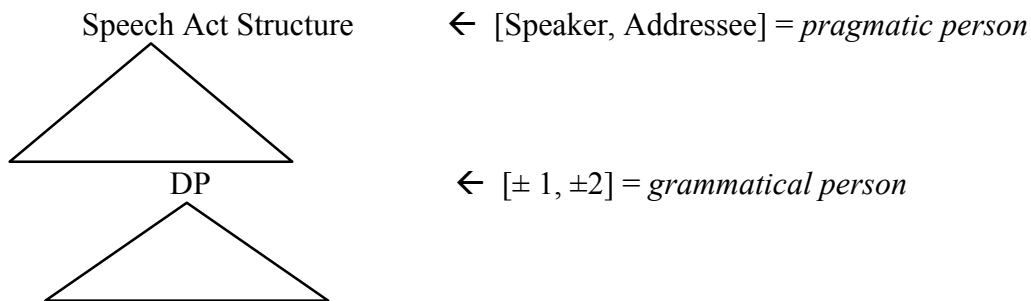 Speech Act Structure ← [Speaker, Addressee] = pragmatic person
DP ← [± 1, ±2] = grammatical person